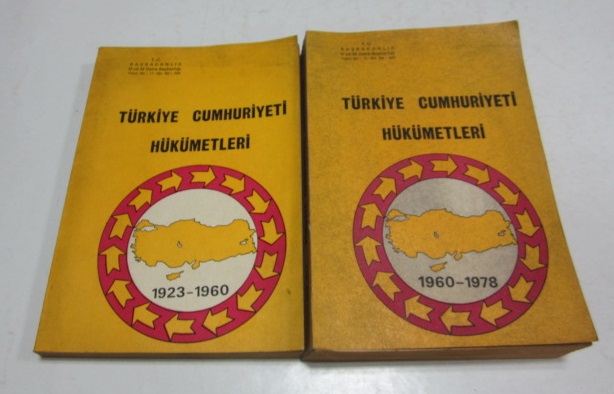 T.C.
BAŞBAKANLIK
TÜRKİYE CUMHURİYETİ
HÜKÜMETLERİ
1923-1960
T.C.
BAŞBAKANLIK
TÜRKİYE CUMHURİYETİ
HÜKÜMETLERİ
1960-1978